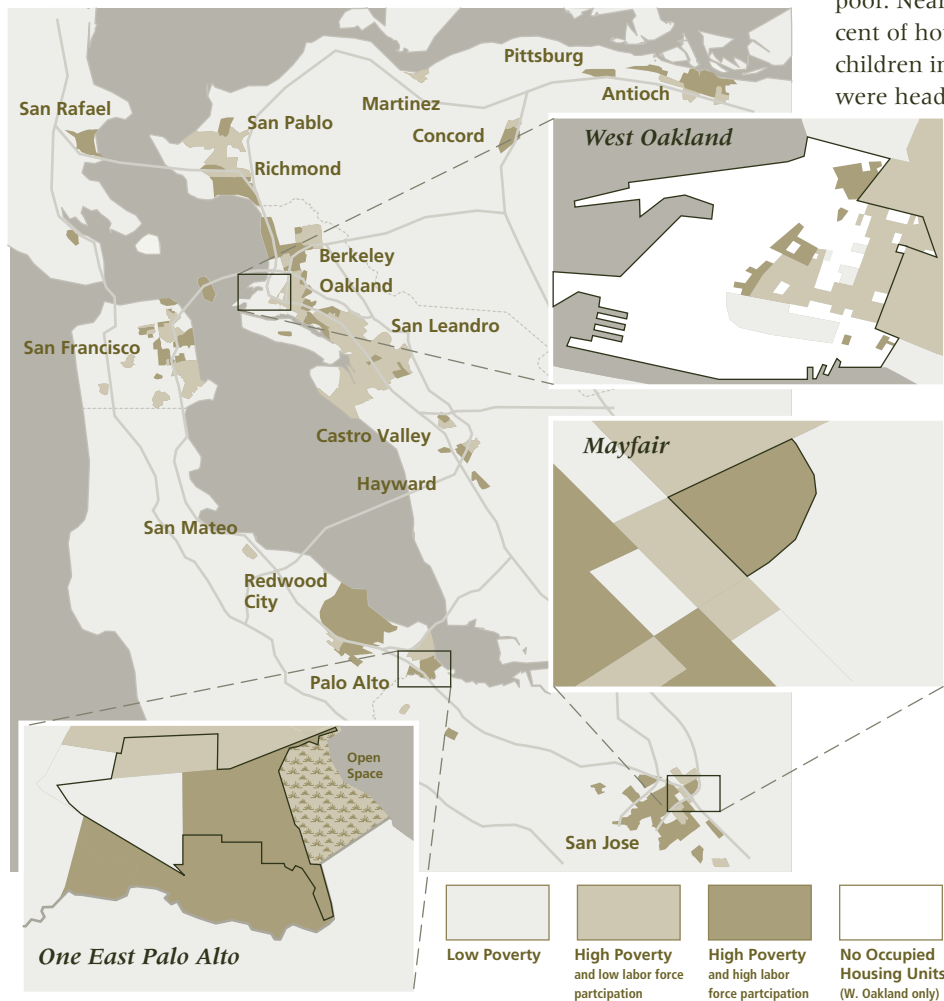 poor. Near
cent of hou
children in
were head
Pittsburg
Antioch
Martinez
Concord
San Rafael
San Pablo
Richmond
West Oakland
Berkeley
Oakland
San Leandro
San Francisco
Castro Valley
Hayward
Mayfair
San Mateo
Redwood
City
Palo Alto
Open
Space
San Jose
One East Palo Alto
Low Poverty
High Poverty
and low labor force
partcipation
High Poverty
and high labor
force partcipation
No Occupied
Housing Units
(W. Oakland only)